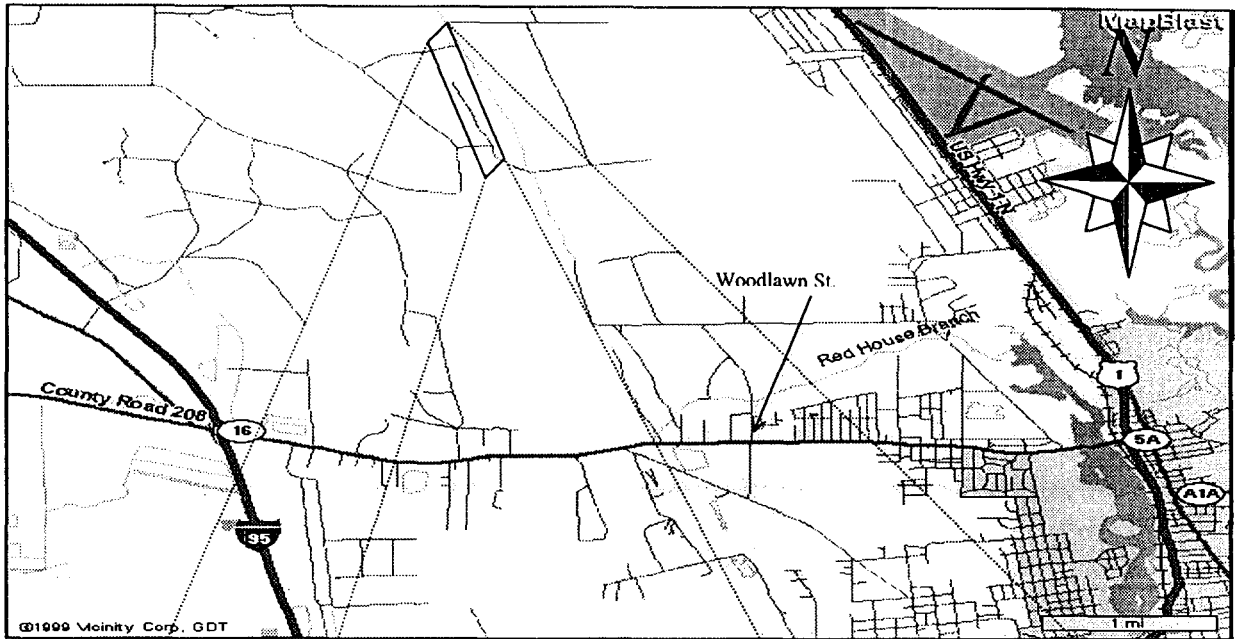 MapBlast
N
US Hwy-1 N
Woodlawn St.
Red House Branch
1
County Road 208
16
5A
A1A
95
1 mi
©1999 Vicinity Corp, GDT